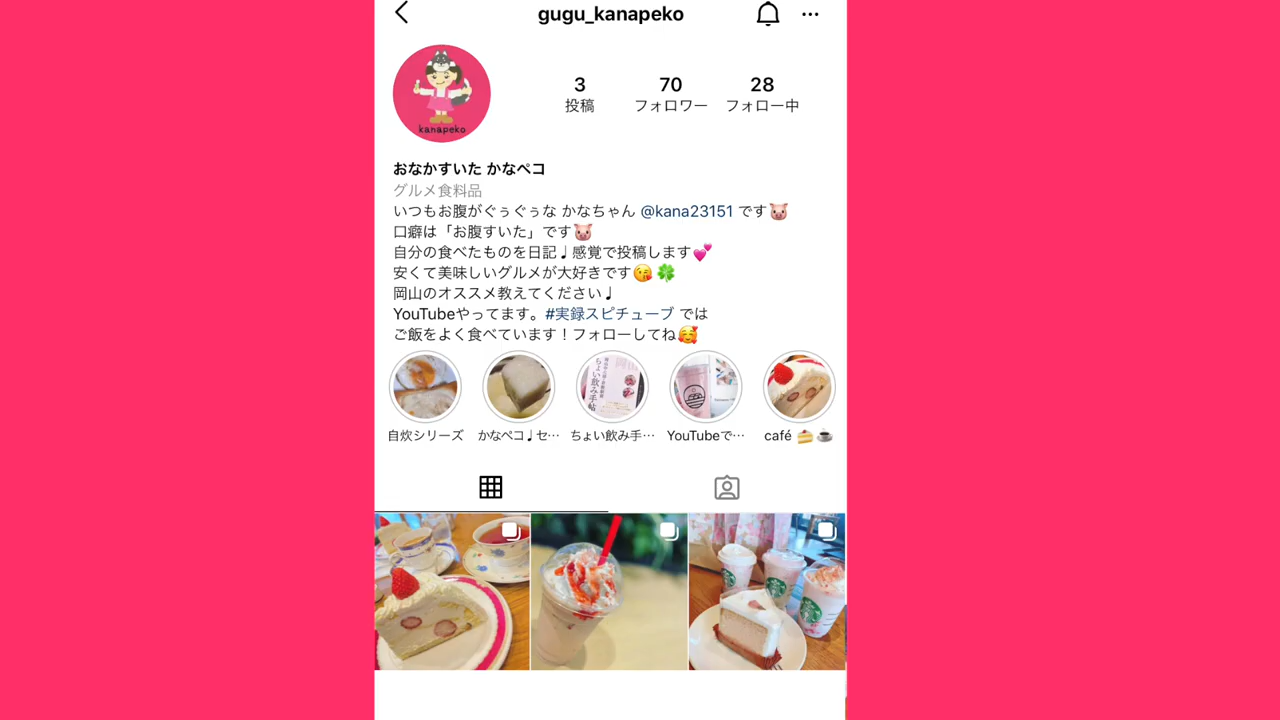 gugu_kanapeko
kanapeko
3
70
28
投稿
フォロワー
フォロー中
おなかすいた かなペコ
グルメ食料品
いつもお腹がぐぅぐぅな かなちゃん @kana23151 です🐷
口癖は「お腹すいた」です🐷
自分の食べたものを日記♩感覚で投稿します💕
安くて美味しいグルメが大好きです😘🍀
岡山のオススメ教えてください♩
YouTubeやってます。#実録スピチューブ では
ご飯をよく食べています！フォローしてね🥰
ちょい飲み手帖
自炊シリーズ
かなペコ♩セ…
ちょい飲み手…
YouTubeで…
café 🍰☕